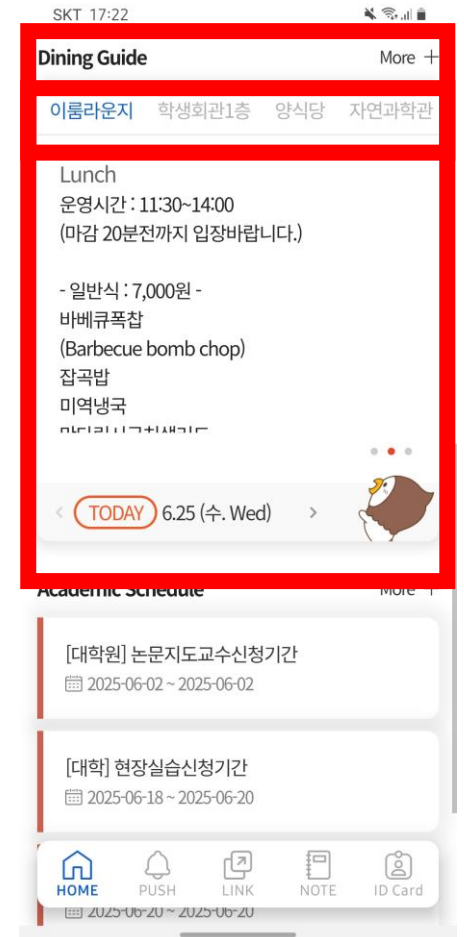 SKT 17:22
Dining Guide More +
이룸라운지 학생회관1층 양식당 자연과학관
Lunch
운영시간 : 11:30~14:00
(마감 20분전까지 입장바랍니다.)
- 일반식 : 7,000원 -
바베큐폭찹
(Barbecue bomb chop)
잡곡밥
미역냉국
< TODAY 6.25 (수. Wed) >
Academic Schedule More +
[대학원] 논문지도교수신청기간
2025-06-02 ~ 2025-06-02
[대학] 현장실습신청기간
2025-06-18 ~ 2025-06-20
HOME PUSH LINK NOTE ID Card
2025-06-20 ~ 2025-06-20